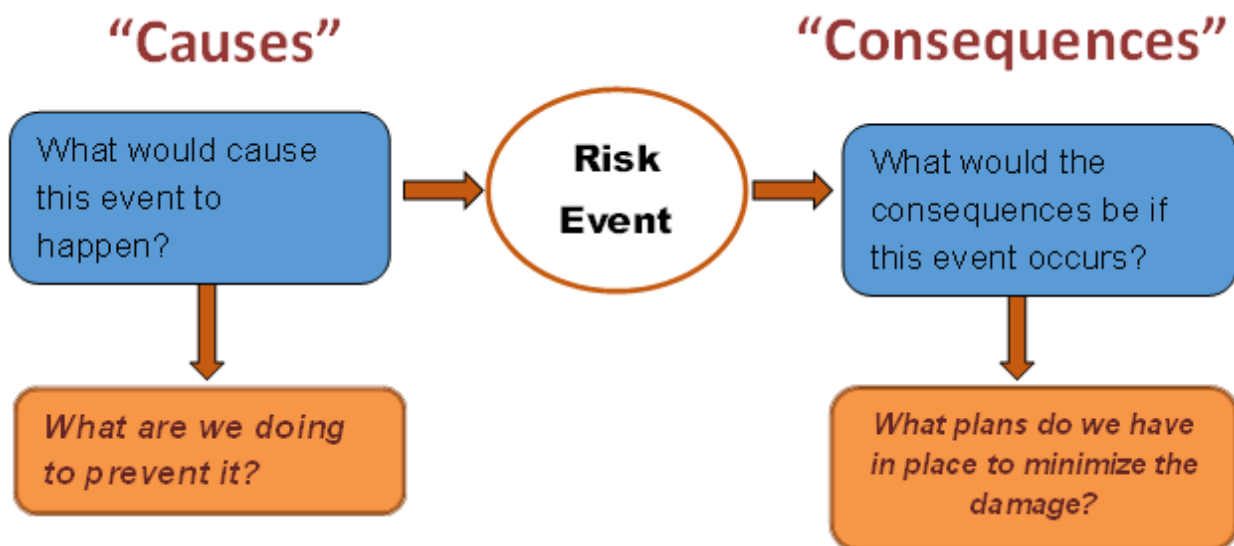 “Causes”
“Consequences”
What would cause
this event to
happen?
Risk
Event
What would the
consequences be if
this event occurs?
What are we doing
to prevent it?
What plans do we have
in place to minimize the
damage?